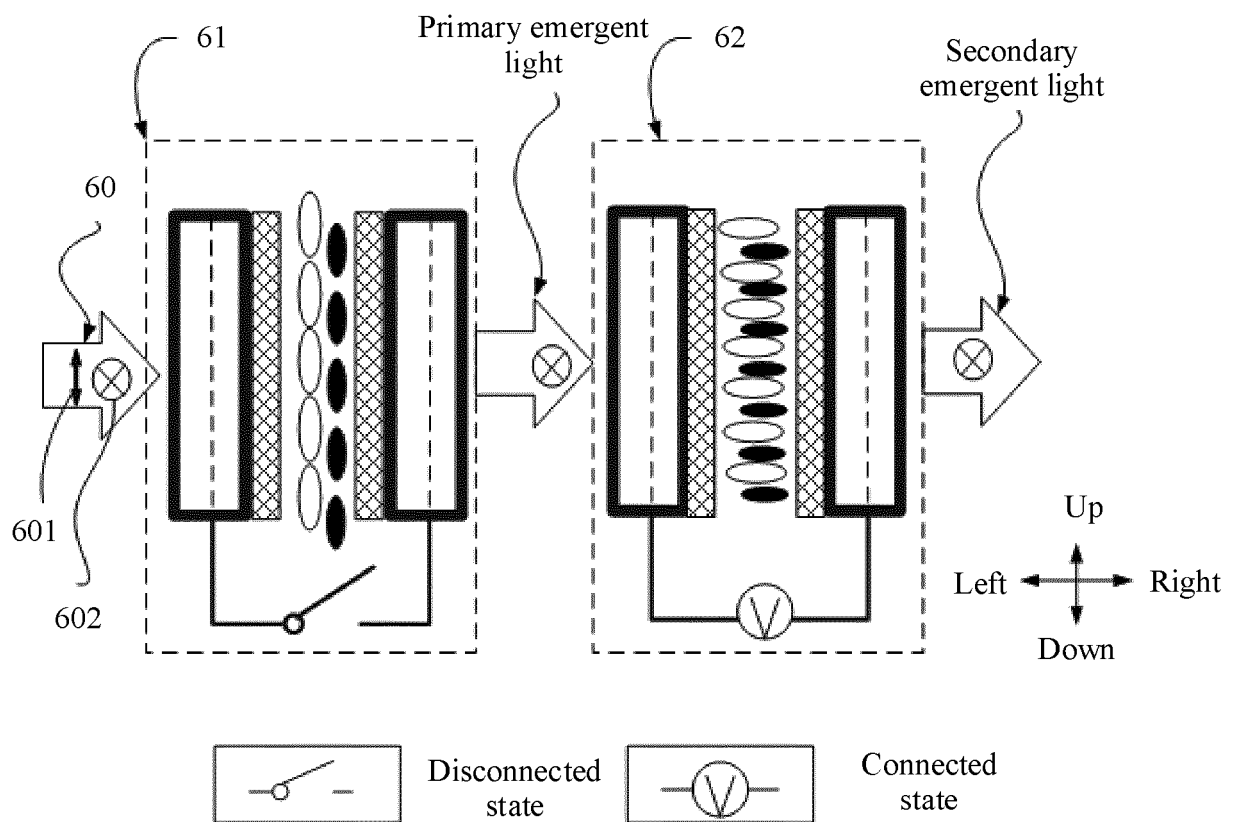 61
Primary emergent
light
62
Secondary
emergent light
60
601
602
Up
Left
Right
Down
V
Disconnected
state
V
Connected
state